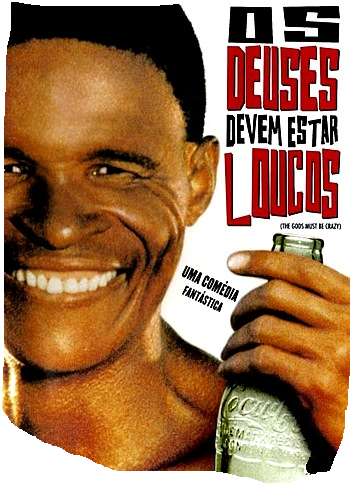 OS
DEUSES
DEVEM ESTAR
LOUCOS
(THE GODS MUST BE CRAZY)
UMA COMÉDIA
FANTÁSTICA